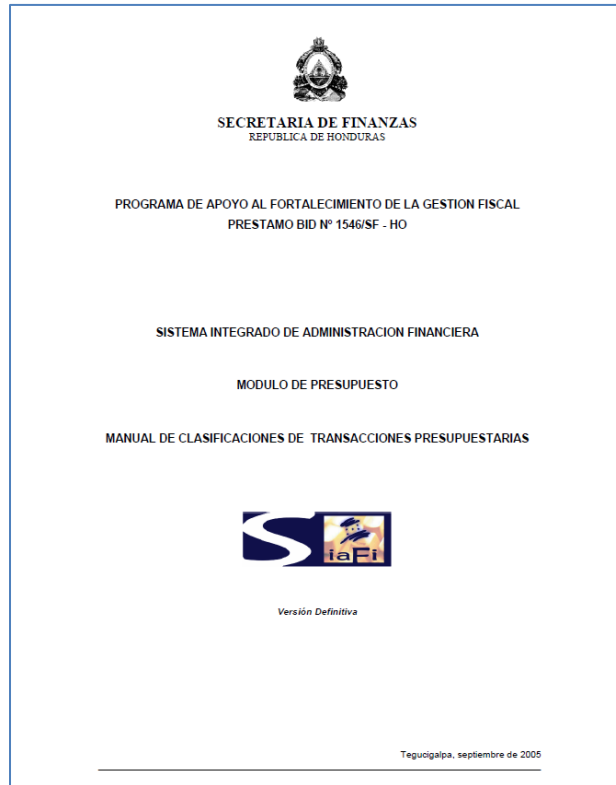 SECRETARIA DE FINANZAS
REPUBLICA DE HONDURAS
PROGRAMA DE APOYO AL FORTALECIMIENTO DE LA GESTION FISCAL
PRESTAMO BID Nº 1546/SF - HO
SISTEMA INTEGRADO DE ADMINISTRACION FINANCIERA
MODULO DE PRESUPUESTO
MANUAL DE CLASIFICACIONES DE TRANSACCIONES PRESUPUESTARIAS
SiaFi
Versión Definitiva
Tegucigalpa, septiembre de 2005